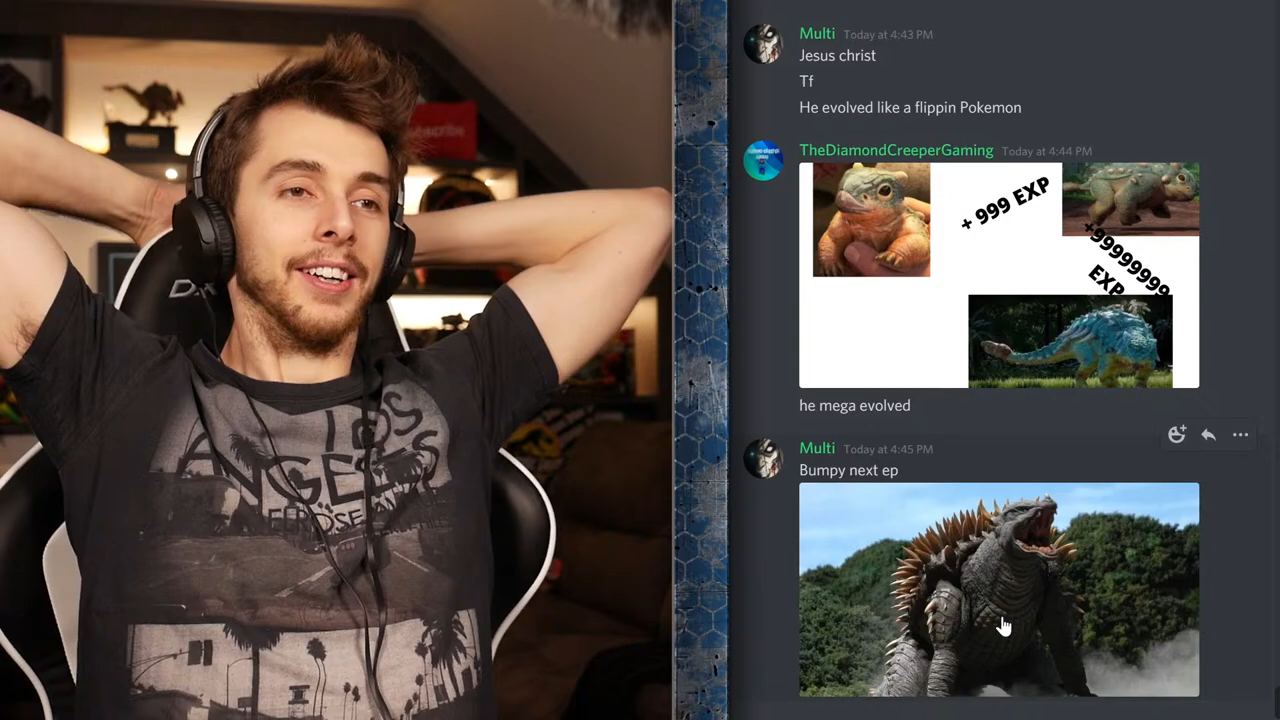 Multi Today at 4:43 PM
Jesus christ
Tf
He evolved like a flippin Pokemon
TheDiamondCreeperGaming Today at 4:44 PM
+ 999 EXP
+99999999
EXP
he mega evolved
Multi Today at 4:45 PM
Bumpy next ep
LOS
ANGELES